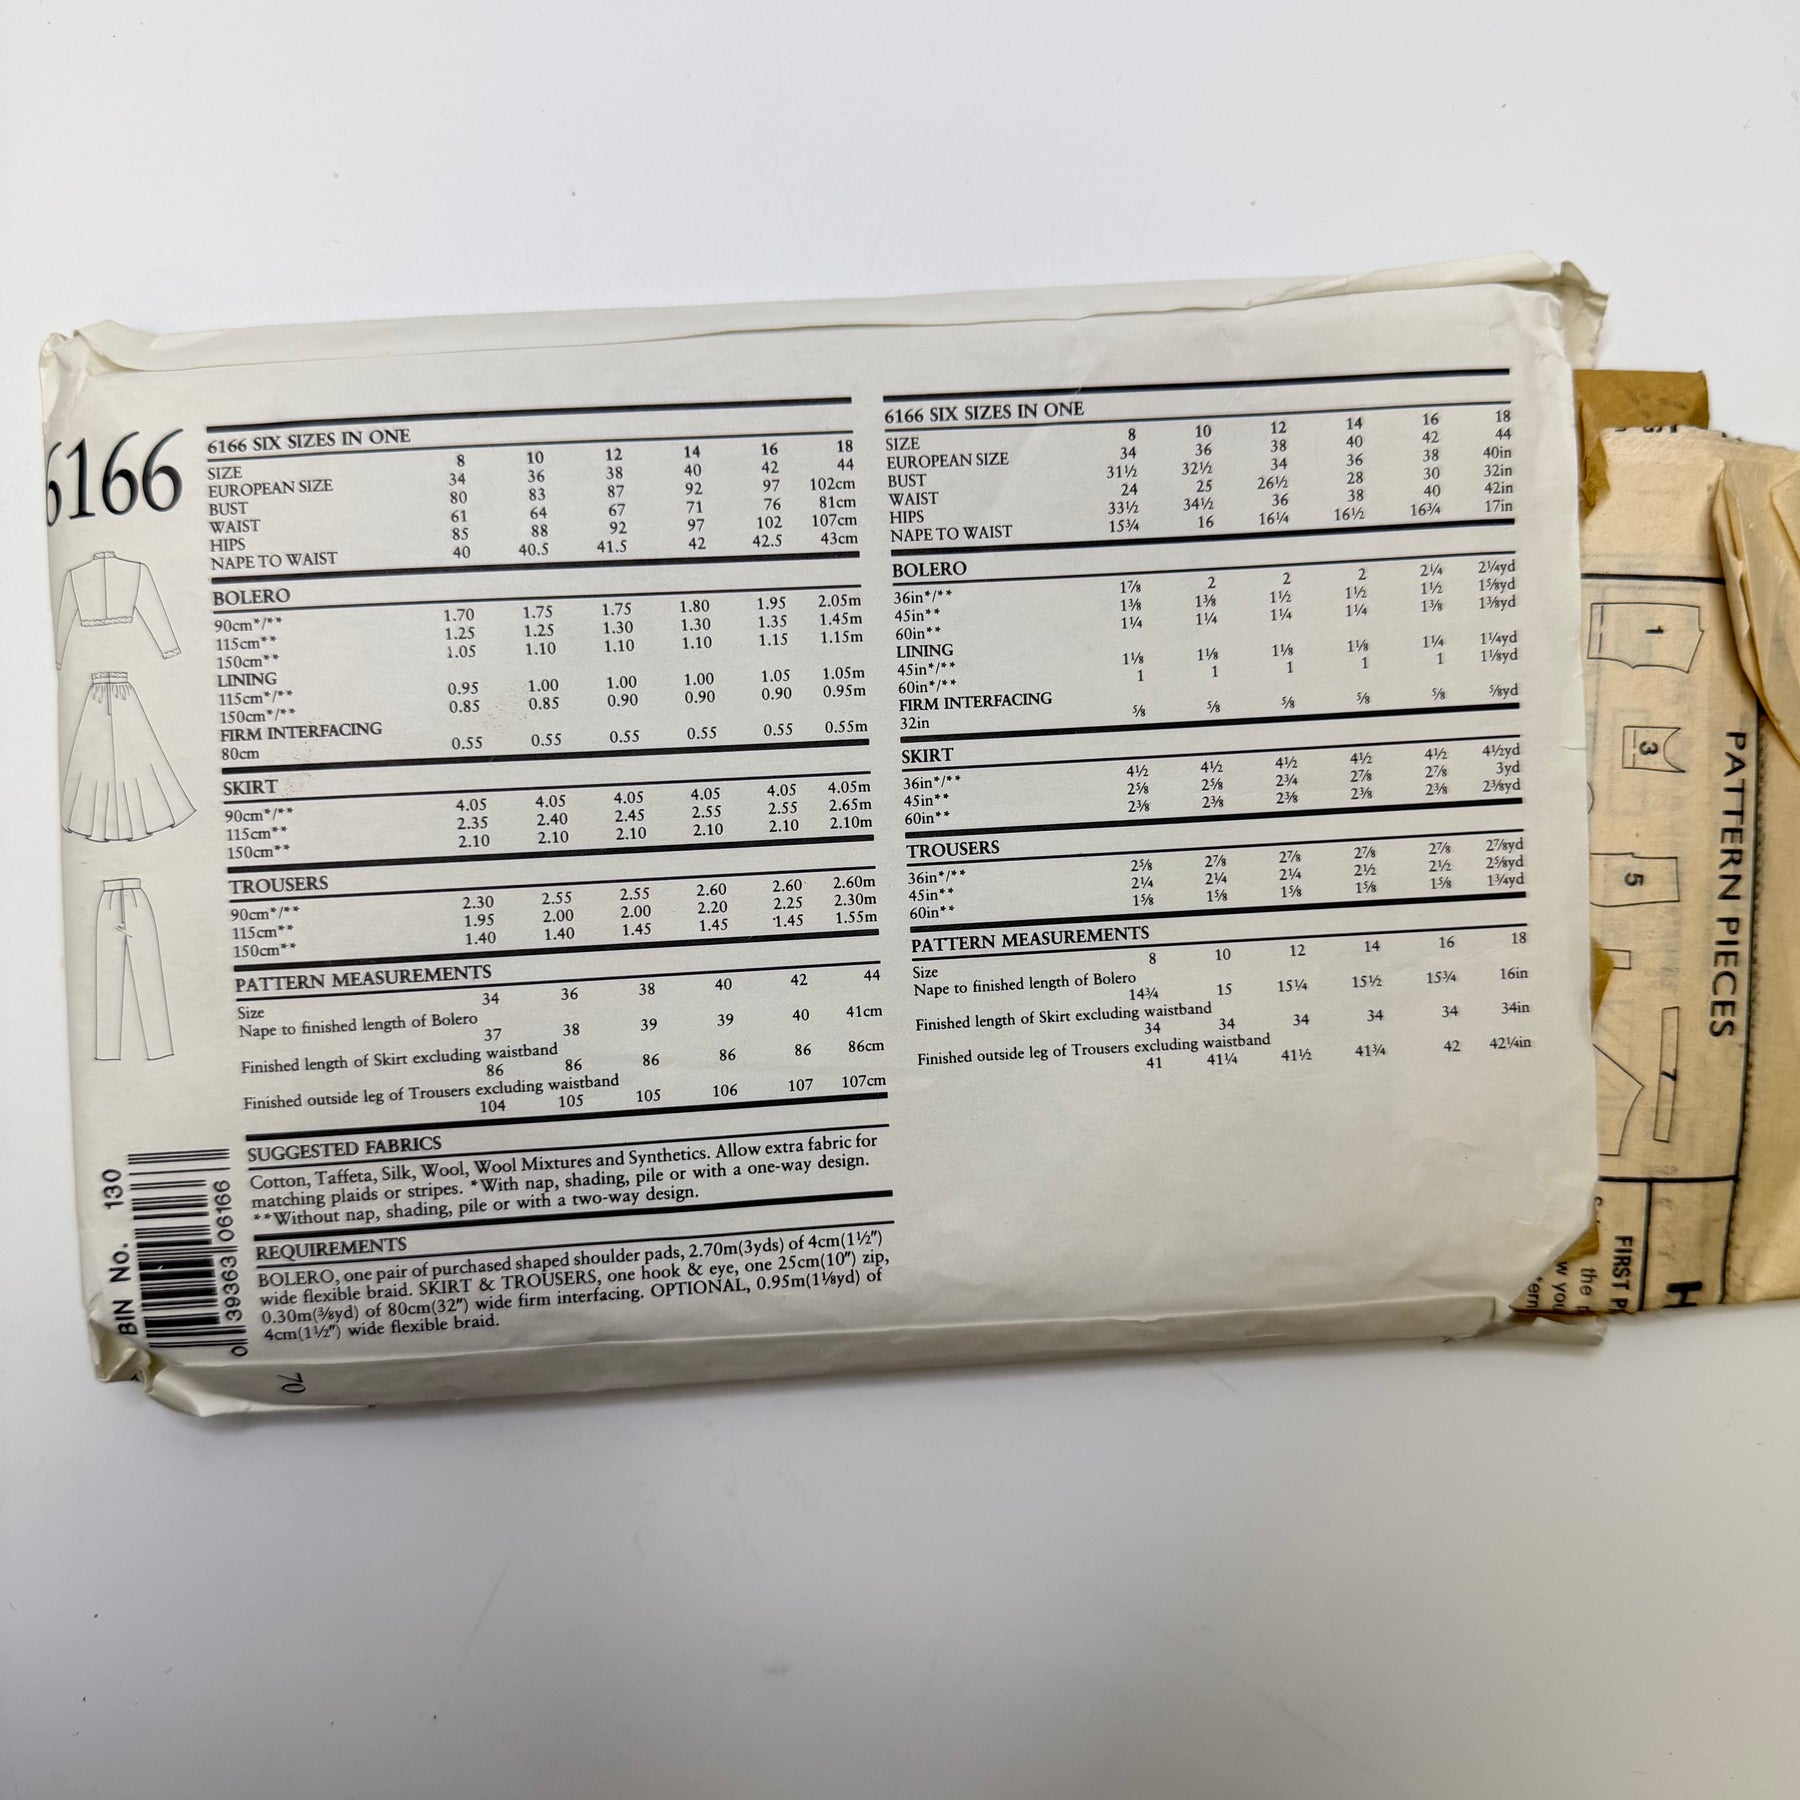 6166
6166 SIX SIZES IN ONE
SIZE 8 10 12 14 16 18
EUROPEAN SIZE 34 36 38 40 42 44
BUST 80 83 87 92 97 102cm
WAIST 61 64 67 71 76 81cm
HIPS 85 88 92 97 102 107cm
NAPE TO WAIST 40 40.5 41.5 42 42.5 43cm
BOLERO
90cm*/** 1.70 1.75 1.75 1.80 1.95 2.05m
115cm** 1.25 1.25 1.30 1.30 1.35 1.45m
150cm** 1.05 1.10 1.10 1.10 1.15 1.15m
LINING
115cm*/** 0.95 1.00 1.00 1.00 1.05 1.05m
150cm*/** 0.85 0.85 0.90 0.90 0.90 0.95m
FIRM INTERFACING
80cm 0.55 0.55 0.55 0.55 0.55 0.55m
SKIRT
90cm*/** 4.05 4.05 4.05 4.05 4.05 4.05m
115cm** 2.35 2.40 2.45 2.55 2.55 2.65m
150cm** 2.10 2.10 2.10 2.10 2.10 2.10m
TROUSERS
90cm*/** 2.30 2.55 2.55 2.60 2.60 2.60m
115cm** 1.95 2.00 2.00 2.20 2.25 2.30m
150cm** 1.40 1.40 1.45 1.45 1.45 1.55m
PATTERN MEASUREMENTS
Size 34 36 38 40 42 44
Nape to finished length of Bolero
37 38 39 39 40 41cm
Finished length of Skirt excluding waistband
86 86 86 86 86 86cm
Finished outside leg of Trousers excluding waistband
104 105 105 106 107 107cm
SUGGESTED FABRICS
Cotton, Taffeta, Silk, Wool, Wool Mixtures and Synthetics. Allow extra fabric for
matching plaids or stripes. *With nap, shading, pile or with a one-way design.
**Without nap, shading, pile or with a two-way design.
REQUIREMENTS
BOLERO, one pair of purchased shaped shoulder pads, 2.70m(3yds) of 4cm(1½")
wide flexible braid. SKIRT & TROUSERS, one hook & eye, one 25cm(10") zip,
0.30m(⅜yd) of 80cm(32") wide firm interfacing. OPTIONAL, 0.95m(1⅛yd) of
4cm(1½") wide flexible braid.
6166 SIX SIZES IN ONE
SIZE 8 10 12 14 16 18
EUROPEAN SIZE 34 36 38 40 42 44
BUST 31½ 32½ 34 36 38 40in
WAIST 24 25 26½ 28 30 32in
HIPS 33½ 34½ 36 38 40 42in
NAPE TO WAIST 15¾ 16 16¼ 16½ 16¾ 17in
BOLERO
36in*/** 1⅞ 2 2 2 2¼ 2¼yd
45in** 1⅜ 1⅜ 1½ 1½ 1½ 1⅝yd
60in** 1¼ 1¼ 1¼ 1¼ 1⅜ 1⅜yd
LINING
45in*/** 1⅛ 1⅛ 1⅛ 1⅛ 1¼ 1¼yd
60in*/** 1 1 1 1 1 1⅛yd
FIRM INTERFACING
32in ⅝ ⅝ ⅝ ⅝ ⅝ ⅝yd
SKIRT
36in*/** 4½ 4½ 4½ 4½ 4½ 4½yd
45in** 2⅝ 2⅝ 2¾ 2⅞ 2⅞ 3yd
60in** 2⅜ 2⅜ 2⅜ 2⅜ 2⅜ 2⅜yd
TROUSERS
36in*/** 2⅝ 2⅞ 2⅞ 2⅞ 2⅞ 2⅞yd
45in** 2¼ 2¼ 2¼ 2½ 2½ 2⅝yd
60in** 1⅝ 1⅝ 1⅝ 1⅝ 1⅝ 1¾yd
PATTERN MEASUREMENTS
Size 8 10 12 14 16 18
Nape to finished length of Bolero
14¾ 15 15¼ 15½ 15¾ 16in
Finished length of Skirt excluding waistband
34 34 34 34 34 34in
Finished outside leg of Trousers excluding waistband
41 41¼ 41½ 41¾ 42 42¼in
BIN No. 130
0 39363 06166
70
PATTERN PIECES
1
3
5
7
FIRST P
H
the
w you